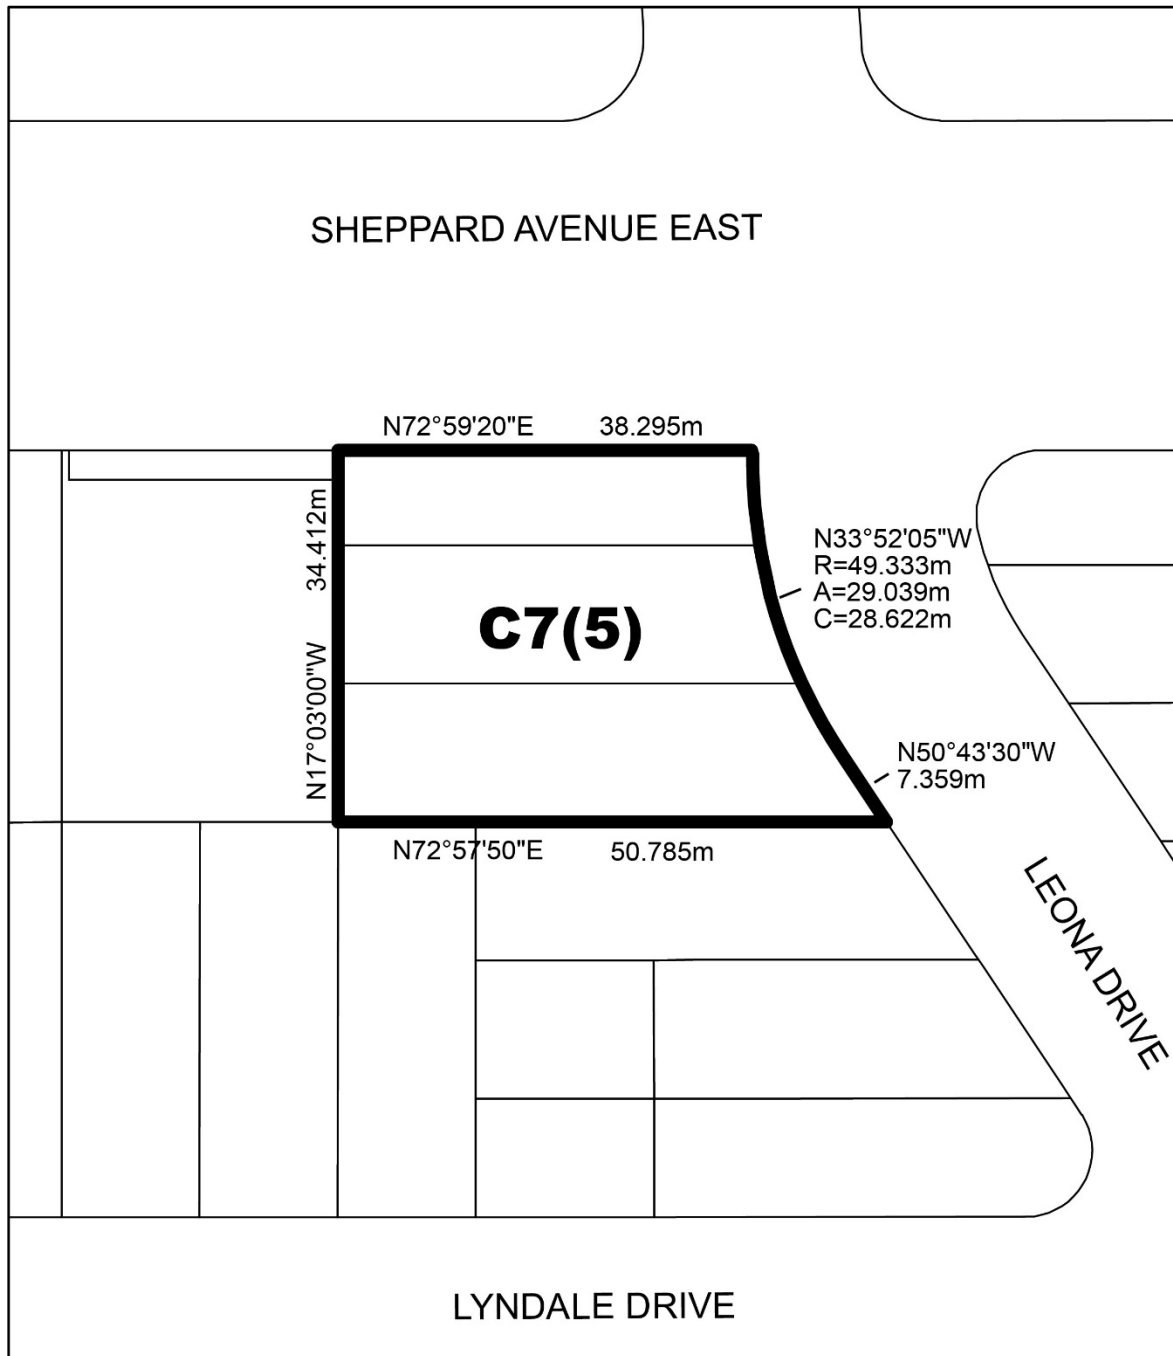 SHEPPARD AVENUE EAST
N72°59'20"E 38.295m
34.412m
N17°03'00"W
C7(5)
N33°52'05"W
R=49.333m
A=29.039m
C=28.622m
N50°43'30"W
7.359m
N72°57'50"E 50.785m
LEONA DRIVE
LYNDALE DRIVE